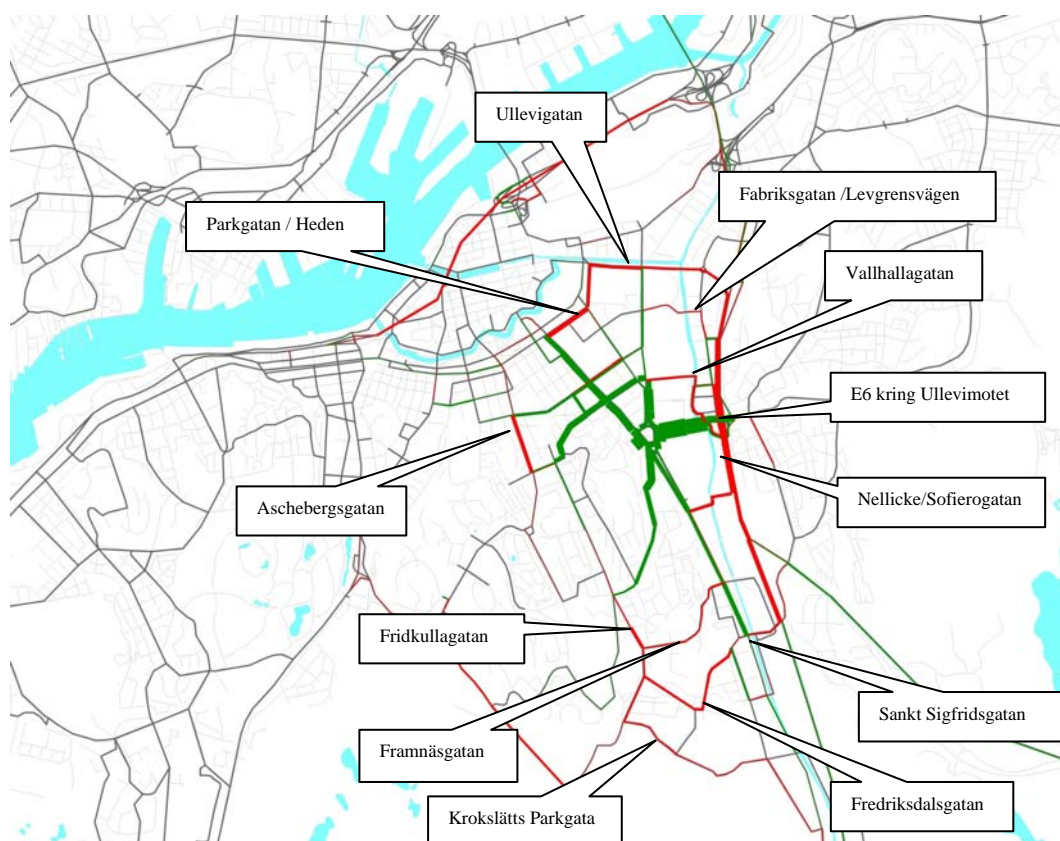 Ullevigatan
Fabriksgatan /Levgrensvägen
Parkgatan / Heden
Vallhallagatan
E6 kring Ullevimotet
Aschebergsgatan
Nellicke/Sofierogatan
Fridkullagatan
Sankt Sigfridsgatan
Framnäsgatan
Krokslätts Parkgata
Fredriksdalsgatan